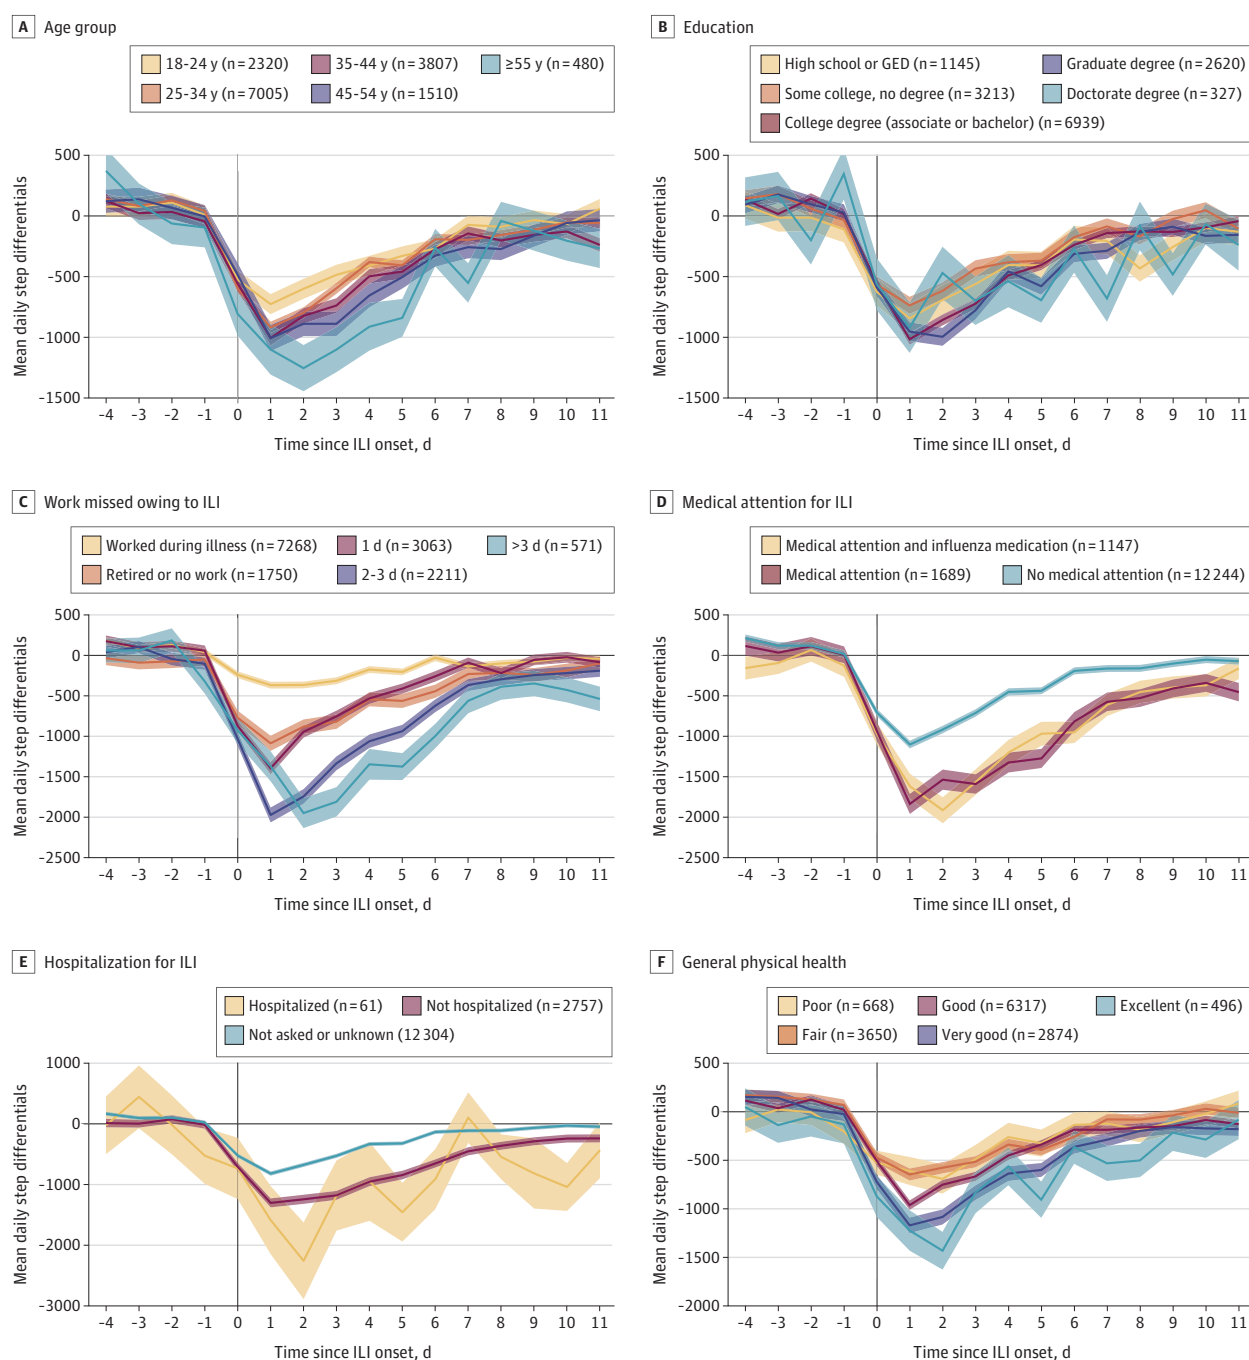 A Age group
18-24 y (n = 2320)
35-44 y (n = 3807)
≥55 y (n = 480)
25-34 y (n = 7005)
45-54 y (n = 1510)
Mean daily step differentials
500
0
-500
-1000
-1500
-4 -3 -2 -1 0 1 2 3 4 5 6 7 8 9 10 11
Time since ILI onset, d
B Education
High school or GED (n = 1145)
Graduate degree (n = 2620)
Some college, no degree (n = 3213)
Doctorate degree (n = 327)
College degree (associate or bachelor) (n = 6939)
Mean daily step differentials
500
0
-500
-1000
-1500
-4 -3 -2 -1 0 1 2 3 4 5 6 7 8 9 10 11
Time since ILI onset, d
C Work missed owing to ILI
Worked during illness (n = 7268)
1 d (n = 3063)
>3 d (n = 571)
Retired or no work (n = 1750)
2-3 d (n = 2211)
Mean daily step differentials
500
0
-500
-1000
-1500
-2000
-2500
-4 -3 -2 -1 0 1 2 3 4 5 6 7 8 9 10 11
Time since ILI onset, d
D Medical attention for ILI
Medical attention and influenza medication (n = 1147)
Medical attention (n = 1689)
No medical attention (n = 12 244)
Mean daily step differentials
500
0
-500
-1000
-1500
-2000
-2500
-4 -3 -2 -1 0 1 2 3 4 5 6 7 8 9 10 11
Time since ILI onset, d
E Hospitalization for ILI
Hospitalized (n = 61)
Not hospitalized (n = 2757)
Not asked or unknown (12 304)
Mean daily step differentials
1000
0
-1000
-2000
-3000
-4 -3 -2 -1 0 1 2 3 4 5 6 7 8 9 10 11
Time since ILI onset, d
F General physical health
Poor (n = 668)
Good (n = 6317)
Excellent (n = 496)
Fair (n = 3650)
Very good (n = 2874)
Mean daily step differentials
500
0
-500
-1000
-1500
-2000
-4 -3 -2 -1 0 1 2 3 4 5 6 7 8 9 10 11
Time since ILI onset, d